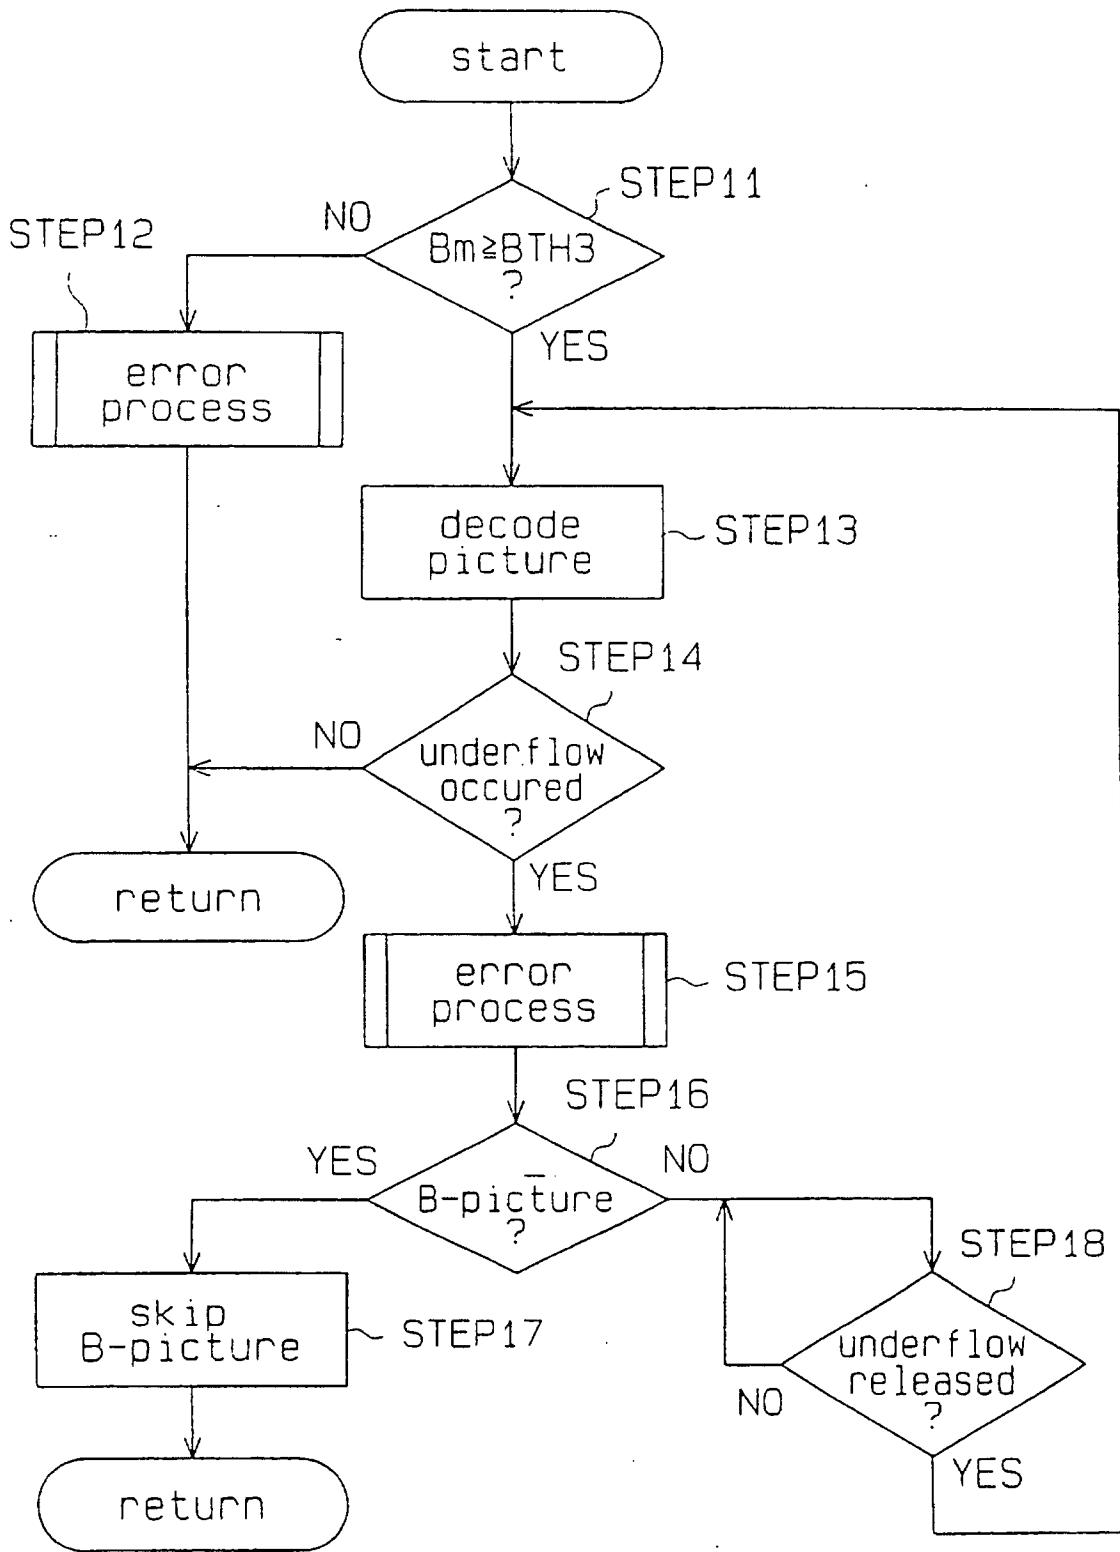 start
STEP11
NO
STEP12
Bm≧BTH3
?
YES
error
process
decode
picture
STEP13
STEP14
NO
underflow
occured
?
YES
return
error
process
STEP15
STEP16
YES
NO
B-picture
?
STEP18
skip
B-picture
STEP17
underflow
released
?
NO
YES
return